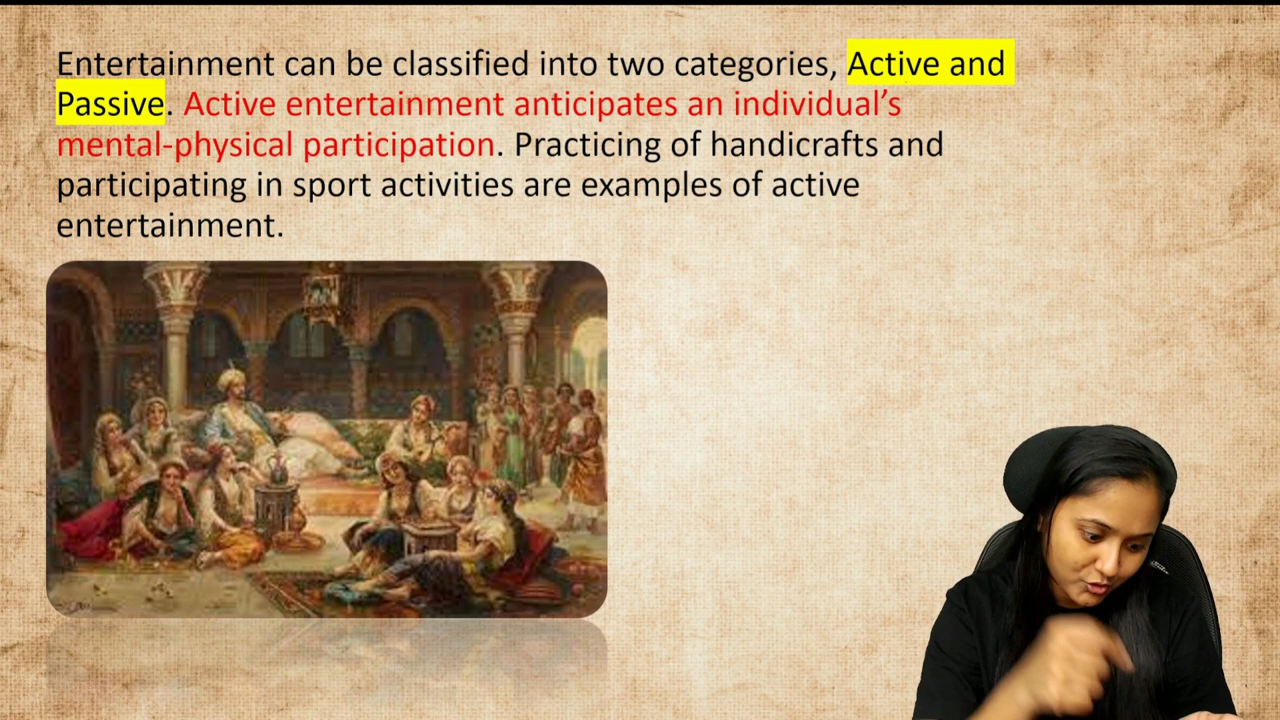 Entertainment can be classified into two categories, Active and
Passive. Active entertainment anticipates an individual’s
mental-physical participation. Practicing of handicrafts and
participating in sport activities are examples of active
entertainment.